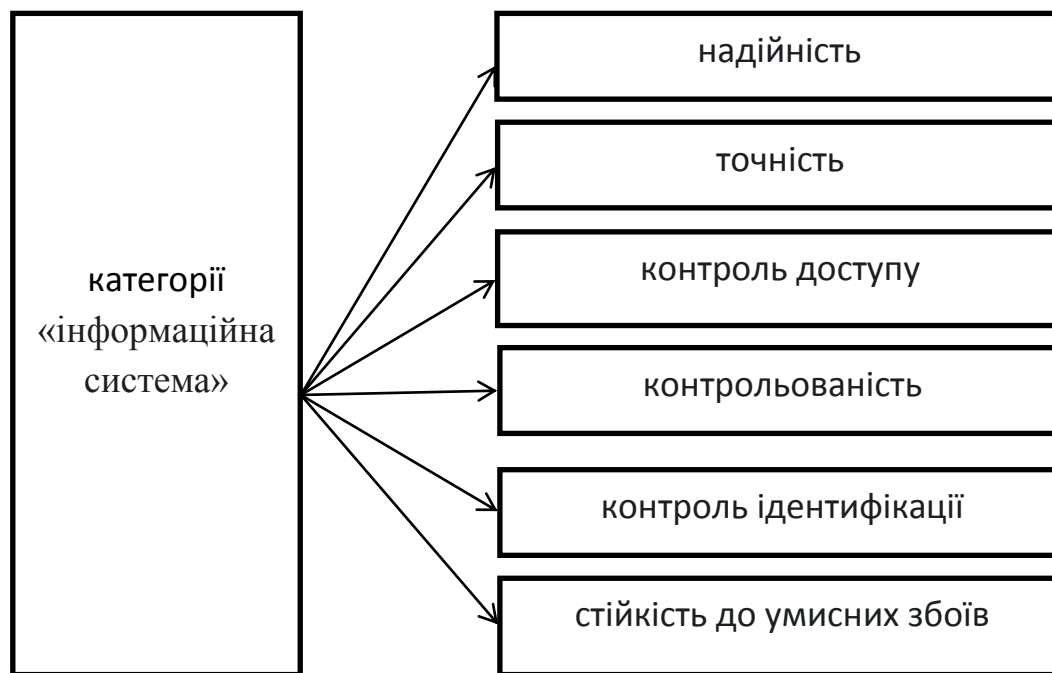 категорії
«інформаційна
система»
надійність
точність
контроль доступу
контрольованість
контроль ідентифікації
стійкість до умисних збоїв